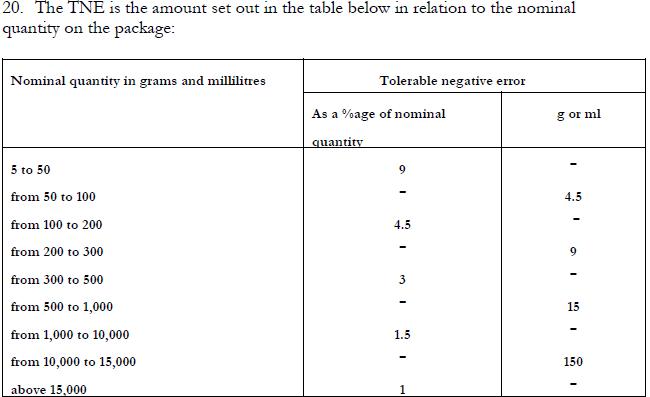 20. The TNE is the amount set out in the table below in relation to the nominal
quantity on the package:
Nominal quantity in grams and millilitres Tolerable negative error
As a %age of nominal g or ml
quantity
5 to 50 9 -
from 50 to 100 - 4.5
from 100 to 200 4.5 -
from 200 to 300 - 9
from 300 to 500 3 -
from 500 to 1,000 - 15
from 1,000 to 10,000 1.5 -
from 10,000 to 15,000 - 150
above 15,000 1 -